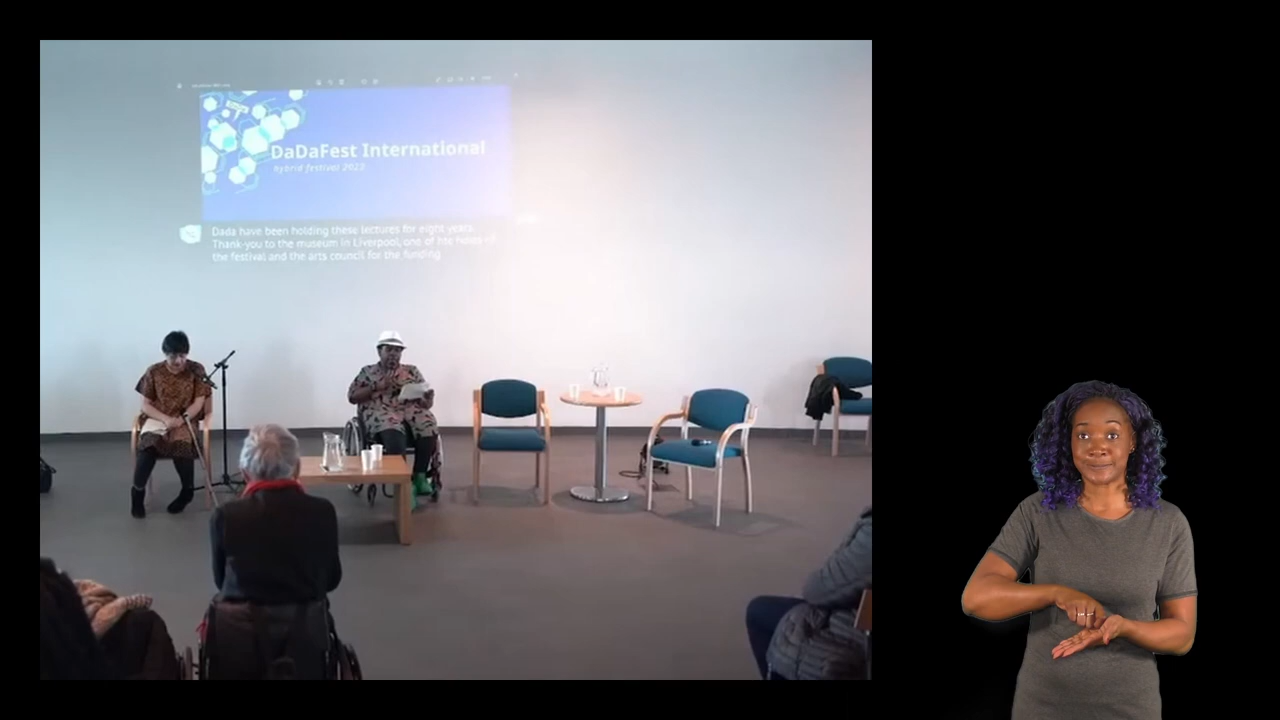 DaDaFest International
hybrid festival 2022
Dada have been holding these lectures for eight years.
Thank-you to the museum in Liverpool, one of the hosts of
the festival and the arts council for the funding